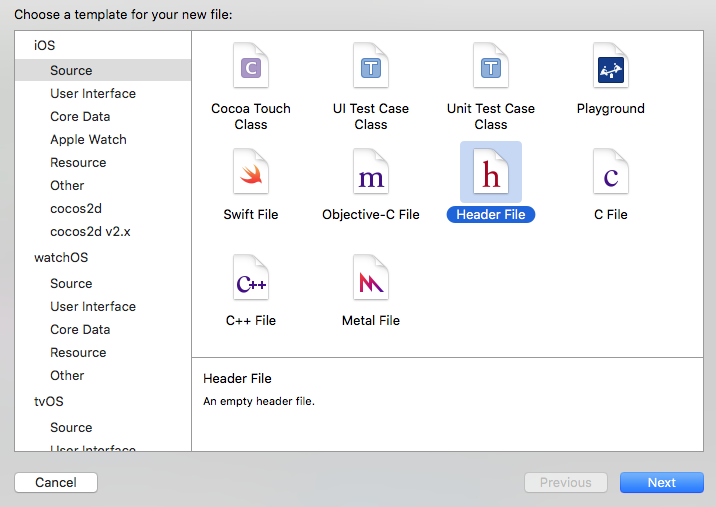 Choose a template for your new file:
iOS
Source
User Interface
Core Data
Apple Watch
Resource
Other
cocos2d
cocos2d v2.x
watchOS
Source
User Interface
Core Data
Resource
Other
tvOS
Source
User Interface
C
T
T
Cocoa Touch
Class
UI Test Case
Class
Unit Test Case
Class
Playground
m
h
c
Swift File
Objective-C File
Header File
C File
C++
C++ File
Metal File
Header File
An empty header file.
Cancel
Previous
Next